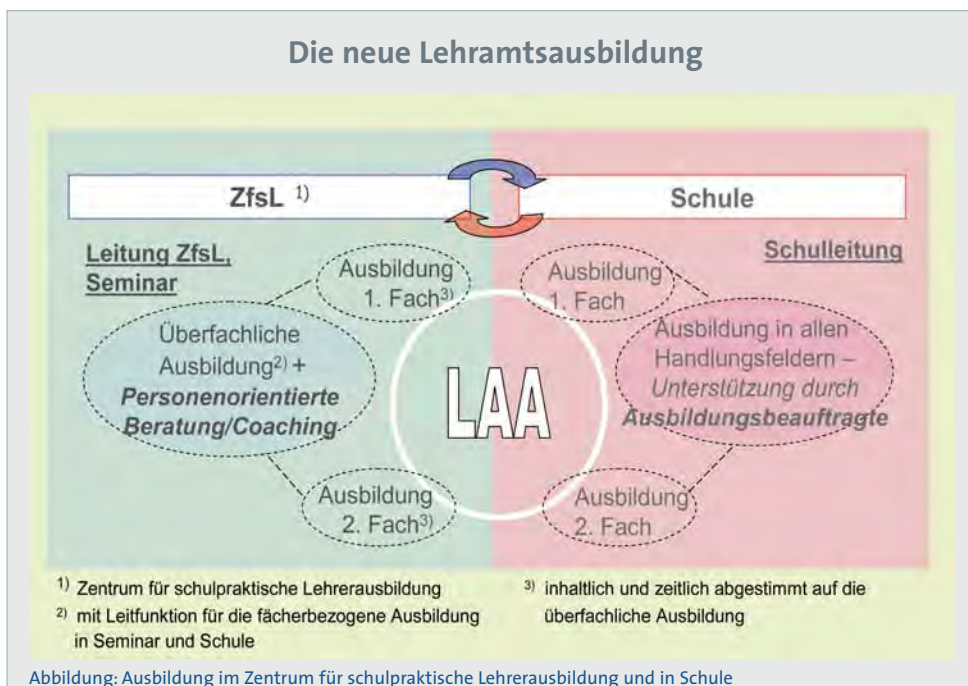 Die neue Lehramtsausbildung
ZfsL 1)
Schule
Leitung ZfsL,
Seminar
Schulleitung
Ausbildung
1. Fach3)
Ausbildung
1. Fach
Überfachliche
Ausbildung2) +
Personenorientierte
Beratung/Coaching
LAA
Ausbildung in allen
Handlungsfeldern –
Unterstützung durch
Ausbildungsbeauftragte
Ausbildung
2. Fach3)
Ausbildung
2. Fach
1) Zentrum für schulpraktische Lehrerausbildung
2) mit Leitfunktion für die fächerbezogene Ausbildung
in Seminar und Schule
3) inhaltlich und zeitlich abgestimmt auf die
überfachliche Ausbildung
Abbildung: Ausbildung im Zentrum für schulpraktische Lehrerausbildung und in Schule